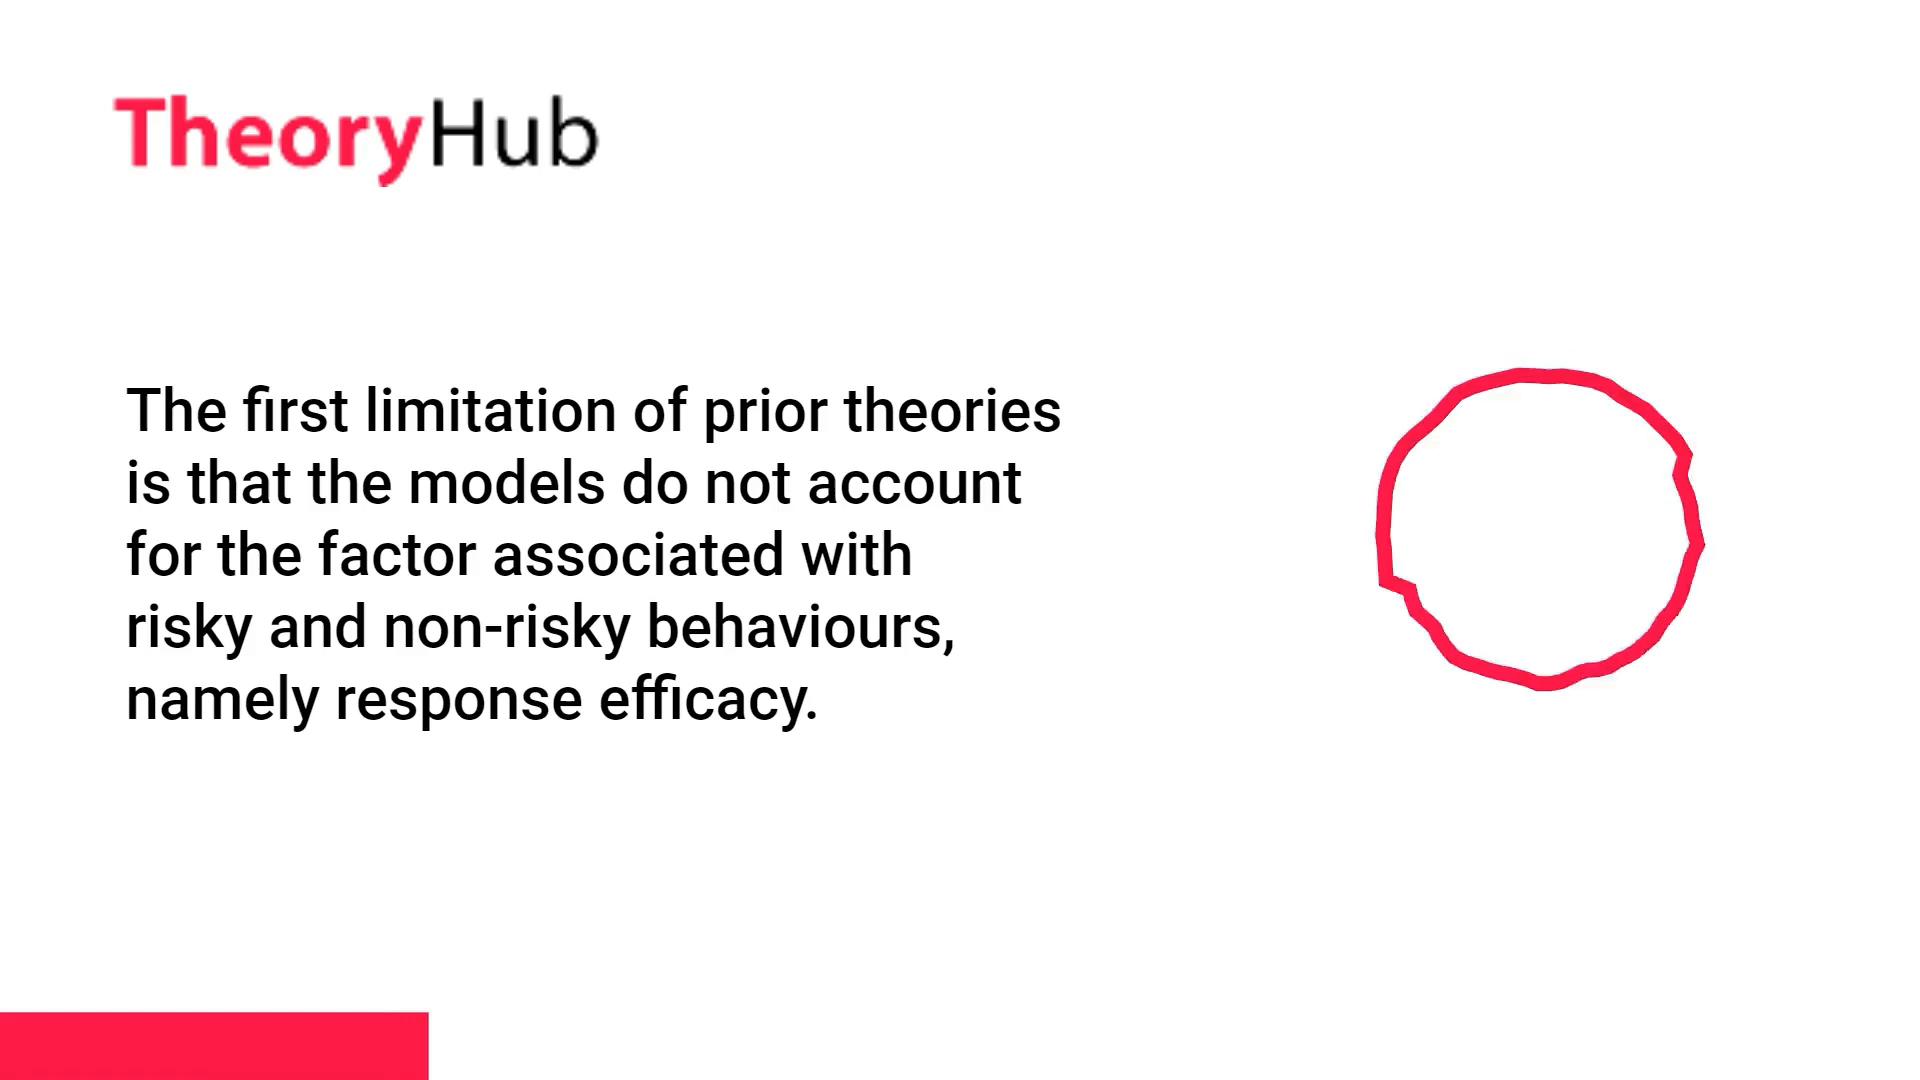 TheoryHub
The first limitation of prior theories
is that the models do not account
for the factor associated with
risky and non-risky behaviours,
namely response efficacy.